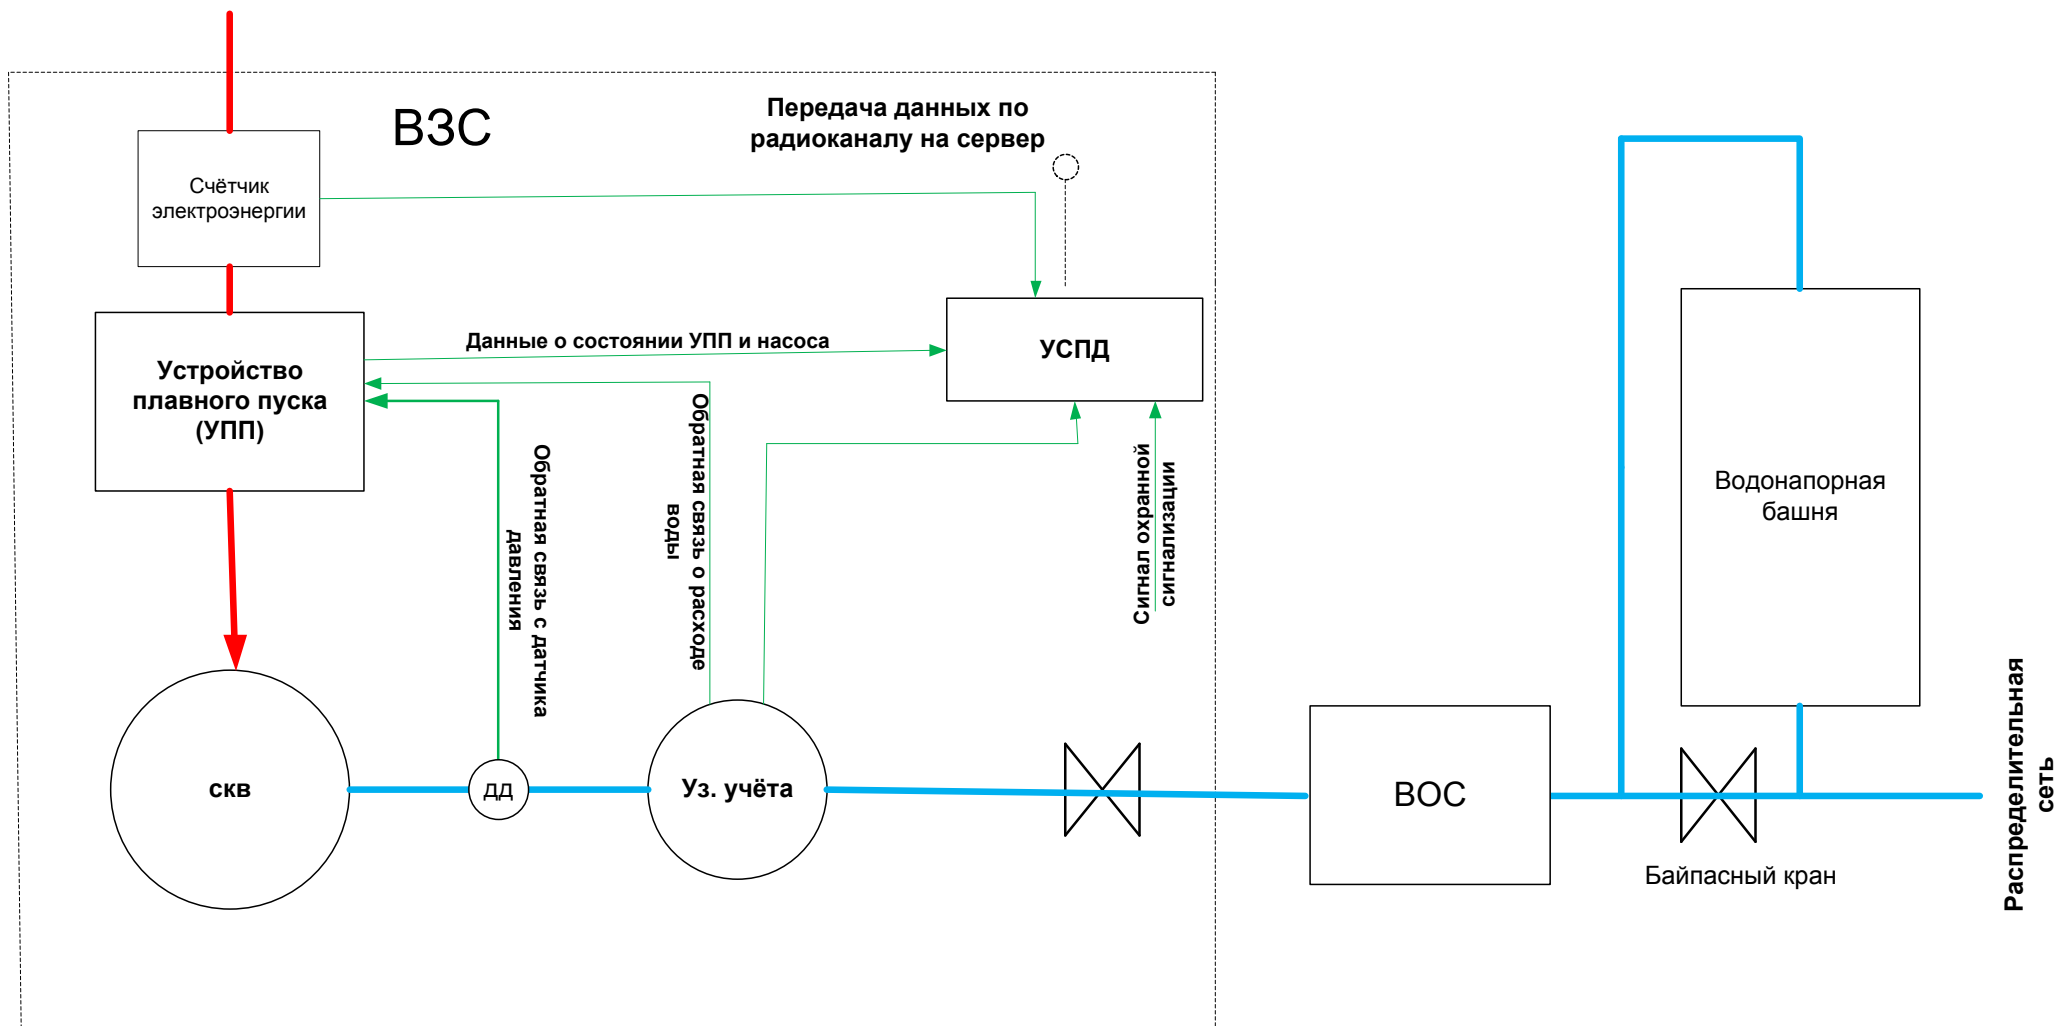 ВЗС
Передача данных по
радиоканалу на сервер
Счётчик
электроэнергии
Устройство
плавного пуска
(УПП)
Данные о состоянии УПП и насоса
УСПД
Обратная связь с датчика
давления
Обратная связь о расходе
воды
Сигнал охранной
сигнализации
Водонапорная
башня
скв
дд
Уз. учёта
ВОС
Байпасный кран
Распределительная
сеть